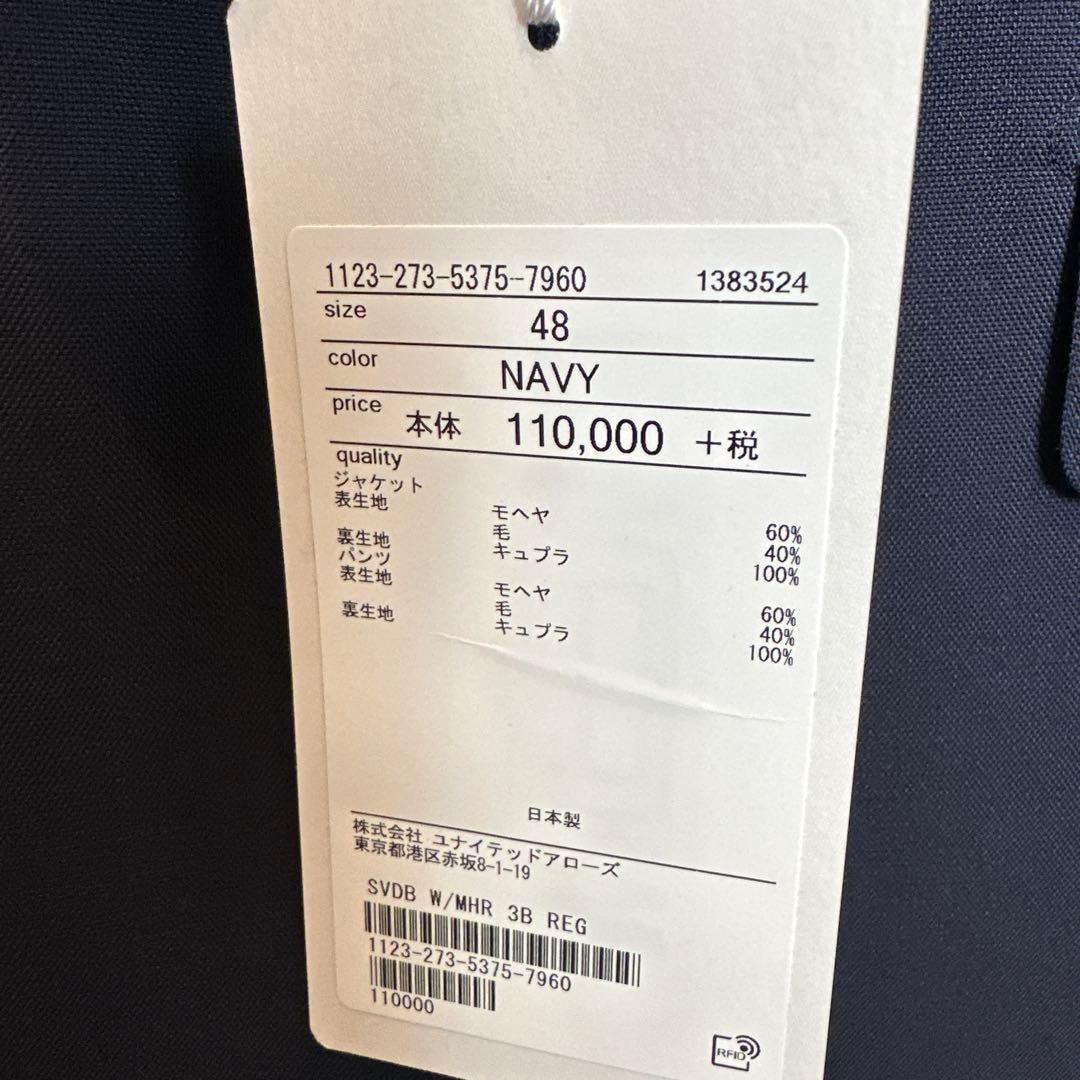 1123-273-5375-7960 1383524
size 48
color NAVY
price 本体 110,000 +税
quality
ジャケット
表生地 モヘヤ 60%
毛 40%
裏生地 キュプラ 100%
パンツ
表生地 モヘヤ 60%
毛 40%
裏生地 キュプラ 100%
日本製
株式会社 ユナイテッドアローズ
東京都港区赤坂8-1-19
SVDB W/MHR 3B REG
1123-273-5375-7960
110000
RFID